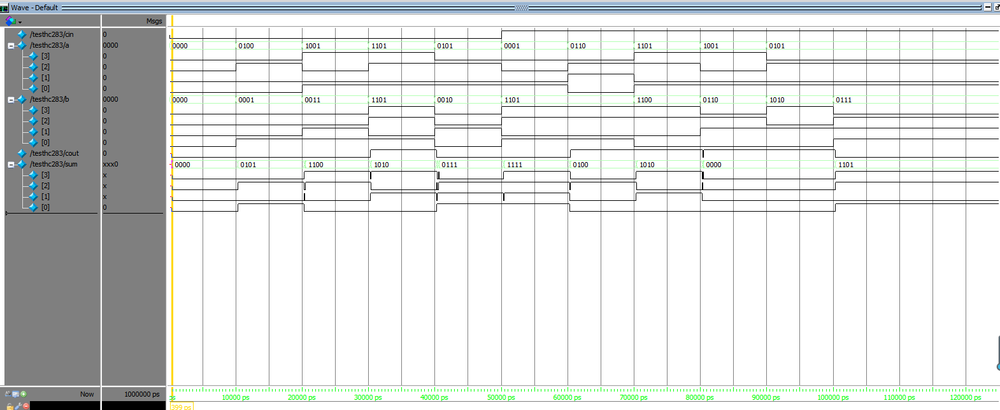 Wave - Default
Msgs
/testhc283/cin 0
/testhc283/a 0000 0000 0100 1001 1101 0101 0001 0110 1101 1001 0101
[3] 0
[2] 0
[1] 0
[0] 0
/testhc283/b 0000 0000 0001 0011 1101 0010 1101 1100 0110 1010 0111
[3] 0
[2] 0
[1] 0
[0] 0
/testhc283/cout 0
/testhc283/sum xxx0 0000 0101 1100 1010 0111 1111 0100 1010 0000 1101
[3] x
[2] x
[1] x
[0] 0
Now 1000000 ps ps 10000 ps 20000 ps 30000 ps 40000 ps 50000 ps 60000 ps 70000 ps 80000 ps 90000 ps 100000 ps 110000 ps 120000 ps
399 ps